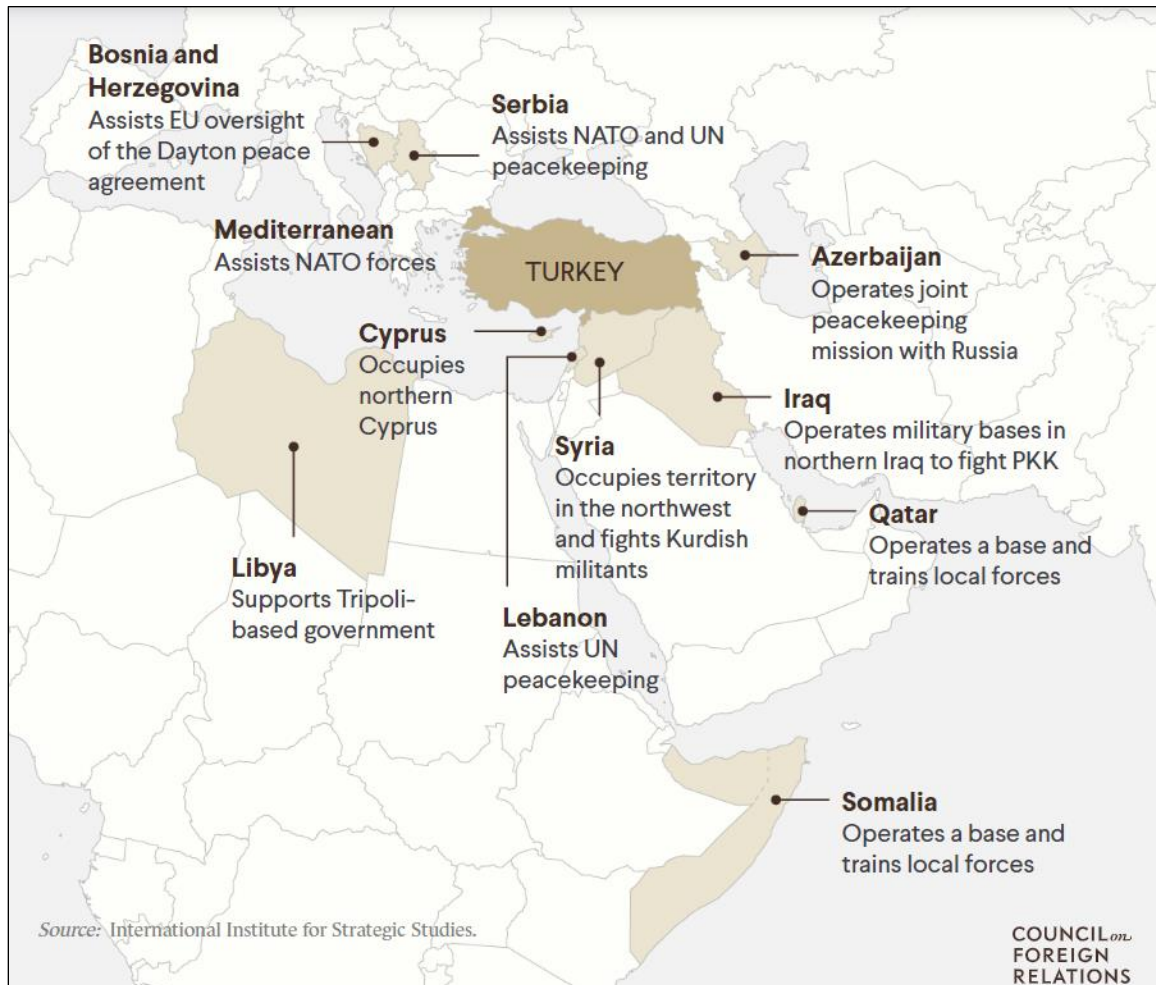 Bosnia and
Herzegovina
Assists EU oversight
of the Dayton peace
agreement
Serbia
Assists NATO and UN
peacekeeping
Mediterranean
Assists NATO forces
TURKEY
Azerbaijan
Operates joint
peacekeeping
mission with Russia
Cyprus
Occupies
northern
Cyprus
Iraq
Operates military bases in
northern Iraq to fight PKK
Syria
Occupies territory
in the northwest
and fights Kurdish
militants
Qatar
Operates a base and
trains local forces
Libya
Supports Tripoli-
based government
Lebanon
Assists UN
peacekeeping
Somalia
Operates a base and
trains local forces
Source: International Institute for Strategic Studies.
COUNCIL on
FOREIGN
RELATIONS